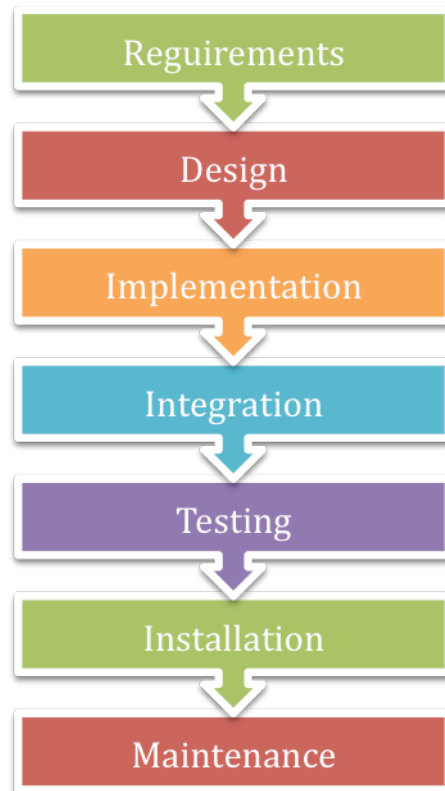 Reguirements
Design
Implementation
Integration
Testing
Installation
Maintenance